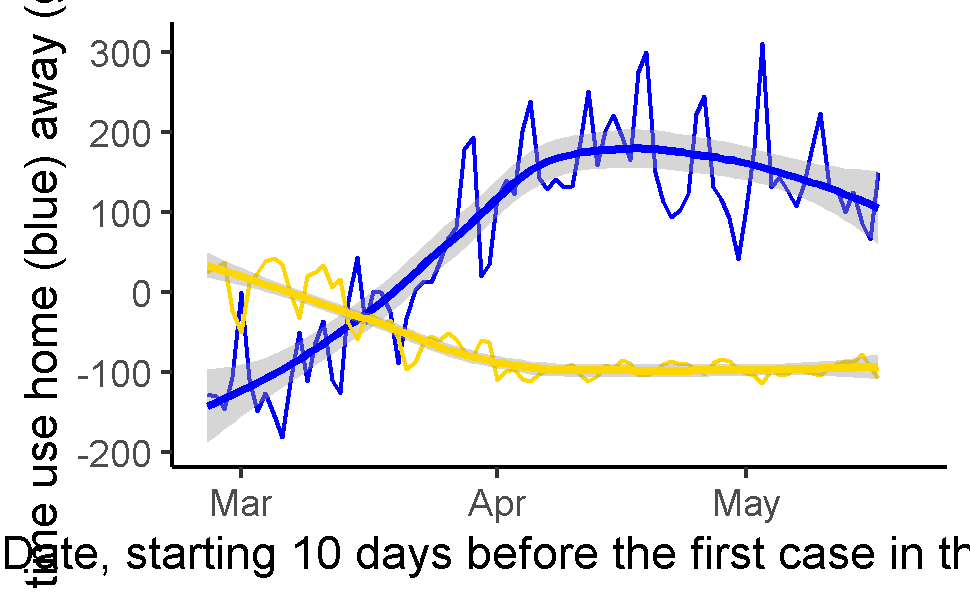 time use home (blue) away (
300
200
100
0
-100
-200
Mar Apr May
Date, starting 10 days before the first case in th